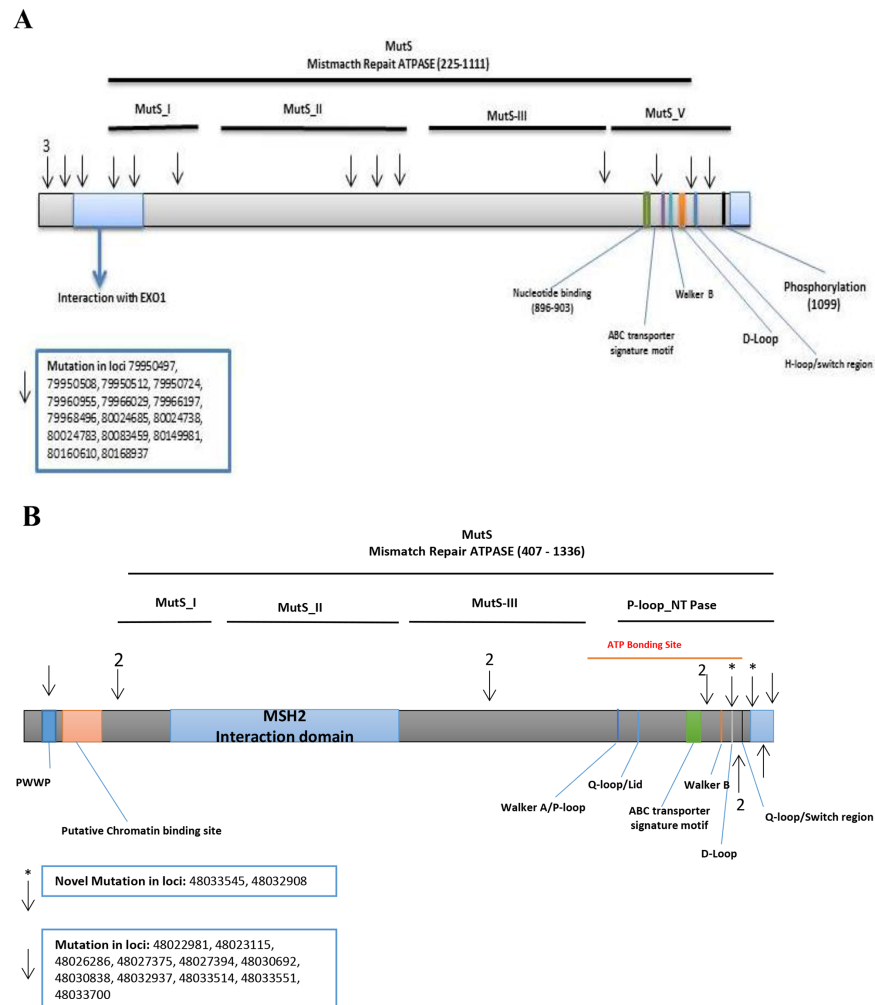 A
MutS
Mistmacth Repait ATPASE (225-1111)
MutS_I
MutS_II
MutS-III
MutS_V
3
Interaction with EXO1
Nucleotide binding
(896-903)
ABC transporter
signature motif
Walker B
D-Loop
H-loop/switch region
Phosphorylation
(1099)
Mutation in loci 79950497,
79950508, 79950512, 79950724,
79960955, 79966029, 79966197,
79968496, 80024685, 80024738,
80024783, 80083459, 80149981,
80160610, 80168937
B
MutS
Mismatch Repair ATPASE (407 - 1336)
MutS_I
MutS_II
MutS-III
P-loop_NT Pase
ATP Bonding Site
2
2
2
*
*
MSH2
Interaction domain
PWWP
Putative Chromatin binding site
Walker A/P-loop
Q-loop/Lid
ABC transporter
signature motif
Walker B
2
D-Loop
Q-loop/Switch region
*
Novel Mutation in loci: 48033545, 48032908
Mutation in loci: 48022981, 48023115,
48026286, 48027375, 48027394, 48030692,
48030838, 48032937, 48033514, 48033551,
48033700